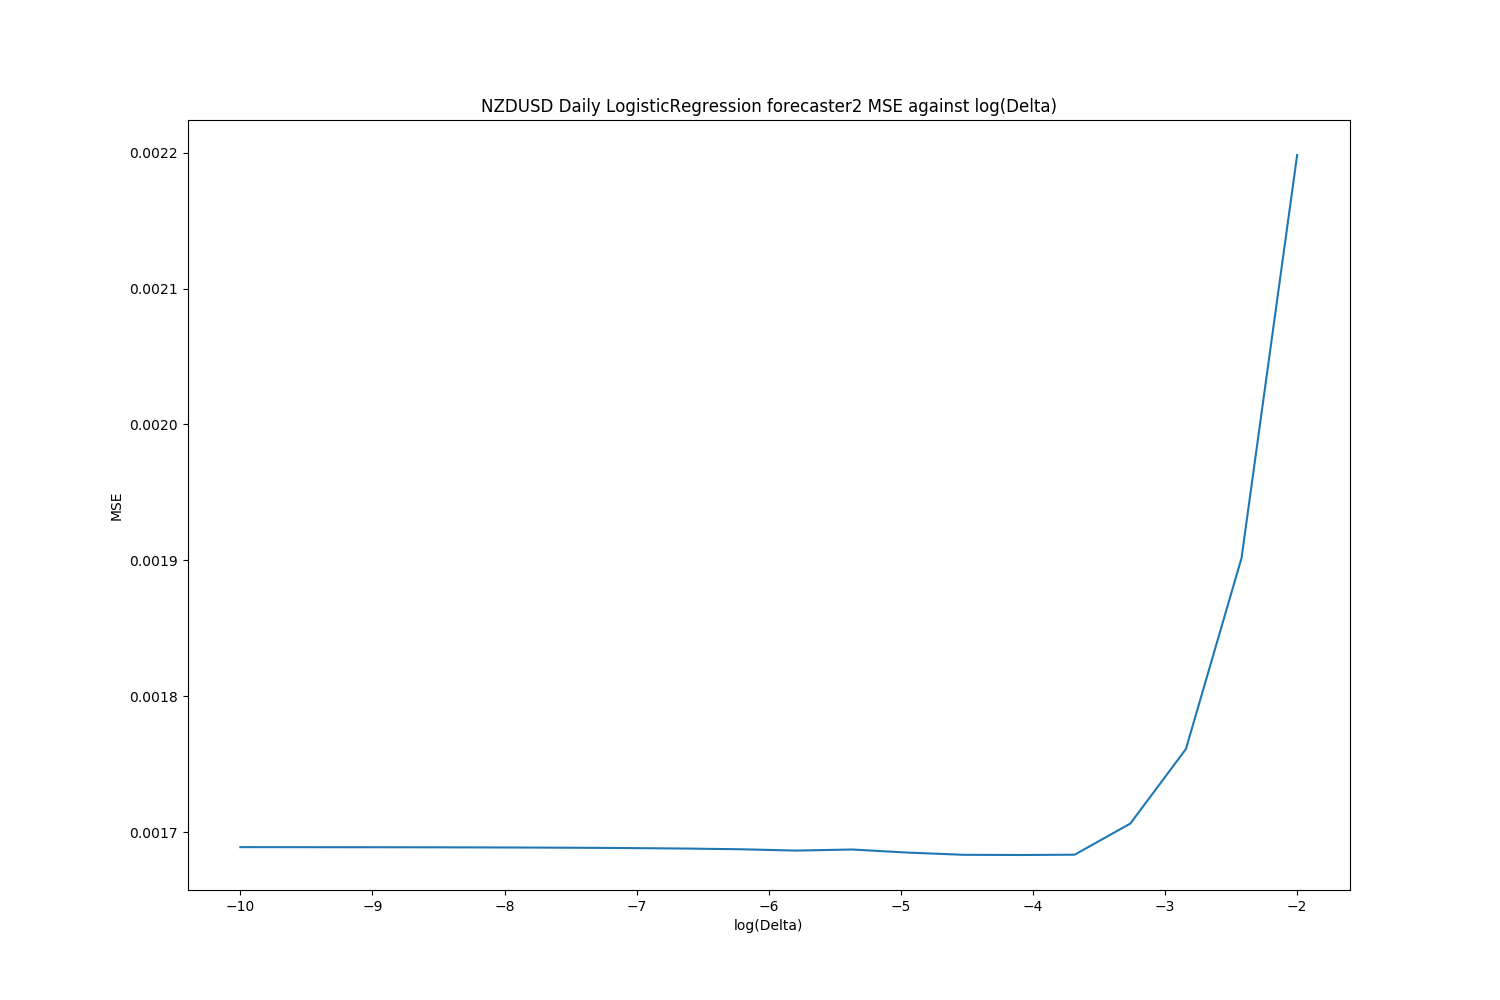 NZDUSD Daily LogisticRegression forecaster2 MSE against log(Delta)
0.0022
0.0021
0.0020
0.0019
0.0018
0.0017
MSE
−10 −9 −8 −7 −6 −5 −4 −3 −2
log(Delta)